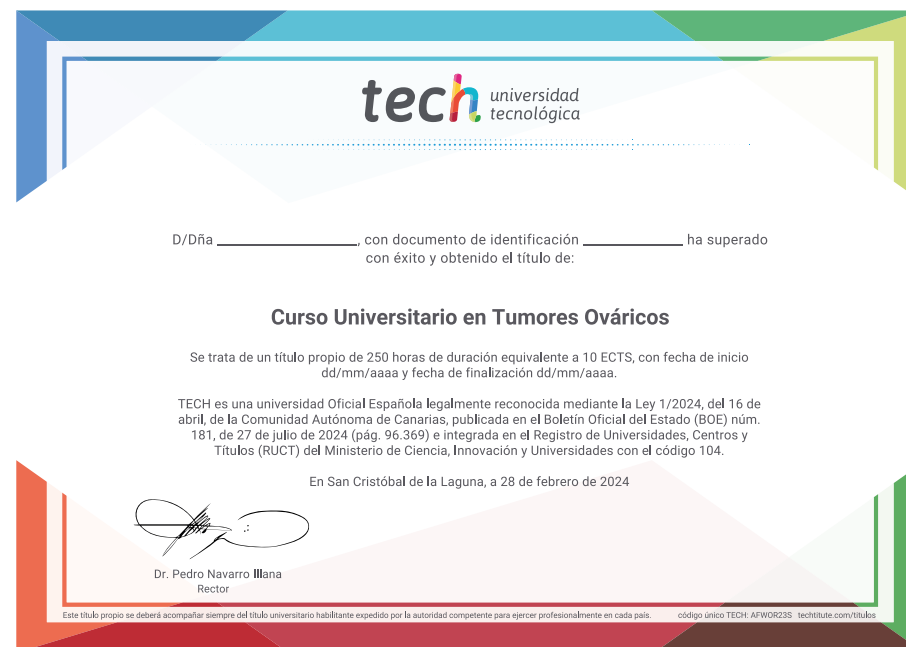 tech universidad
tecnológica
D/Dña ____________________, con documento de identificación ______________ ha superado
con éxito y obtenido el título de:
Curso Universitario en Tumores Ováricos
Se trata de un título propio de 250 horas de duración equivalente a 10 ECTS, con fecha de inicio
dd/mm/aaaa y fecha de finalización dd/mm/aaaa.
TECH es una universidad Oficial Española legalmente reconocida mediante la Ley 1/2024, del 16 de
abril, de la Comunidad Autónoma de Canarias, publicada en el Boletín Oficial del Estado (BOE) núm.
181, de 27 de julio de 2024 (pág. 96.369) e integrada en el Registro de Universidades, Centros y
Títulos (RUCT) del Ministerio de Ciencia, Innovación y Universidades con el código 104.
En San Cristóbal de la Laguna, a 28 de febrero de 2024
Dr. Pedro Navarro Illana
Rector
Este título propio se deberá acompañar siempre del título universitario habilitante expedido por la autoridad competente para ejercer profesionalmente en cada país. código único TECH: AFWOR23S techtitute.com/titulos